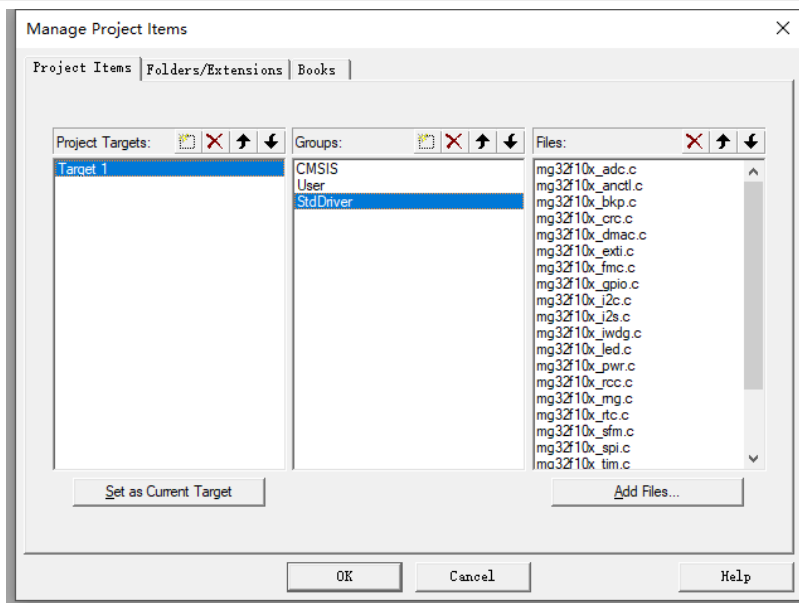 Manage Project Items
Project Items Folders/Extensions Books
Project Targets: Groups: Files:
Target 1
CMSIS
User
StdDriver
mg32f10x_adc.c
mg32f10x_anctl.c
mg32f10x_bkp.c
mg32f10x_crc.c
mg32f10x_dmac.c
mg32f10x_exti.c
mg32f10x_fmc.c
mg32f10x_gpio.c
mg32f10x_i2c.c
mg32f10x_i2s.c
mg32f10x_iwdg.c
mg32f10x_led.c
mg32f10x_pwr.c
mg32f10x_rcc.c
mg32f10x_rng.c
mg32f10x_rtc.c
mg32f10x_sfm.c
mg32f10x_spi.c
mg32f10x_tim.c
Set as Current Target
Add Files...
OK Cancel Help